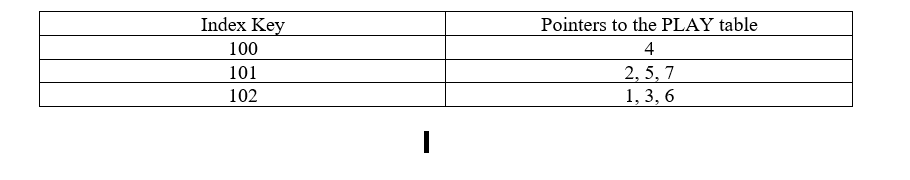 Index Key Pointers to the PLAY table
100 4
101 2, 5, 7
102 1, 3, 6